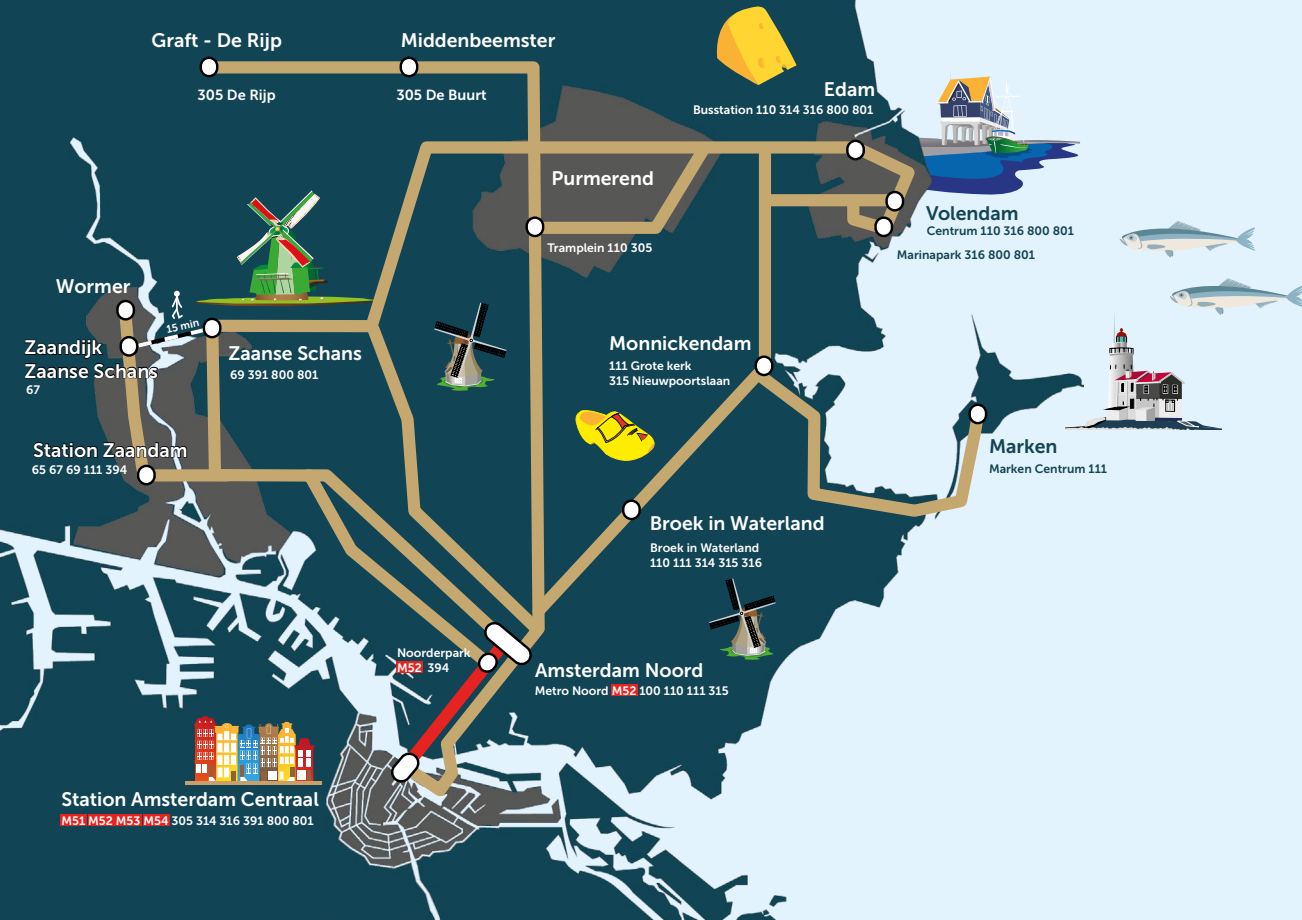 Graft - De Rijp
305 De Rijp
Middenbeemster
305 De Buurt
Edam
Busstation 110 314 316 800 801
Purmerend
Tramplein 110 305
Volendam
Centrum 110 316 800 801
Marinapark 316 800 801
Wormer
15 min
Zaandijk
Zaanse Schans
67
Zaanse Schans
69 391 800 801
Monnickendam
111 Grote kerk
315 Nieuwpoortslaan
Marken
Marken Centrum 111
Station Zaandam
65 67 69 111 394
Broek in Waterland
Broek in Waterland
110 111 314 315 316
Noorderpark
M52 394
Amsterdam Noord
Metro Noord M52 100 110 111 315
Station Amsterdam Centraal
M51 M52 M53 M54 305 314 316 391 800 801